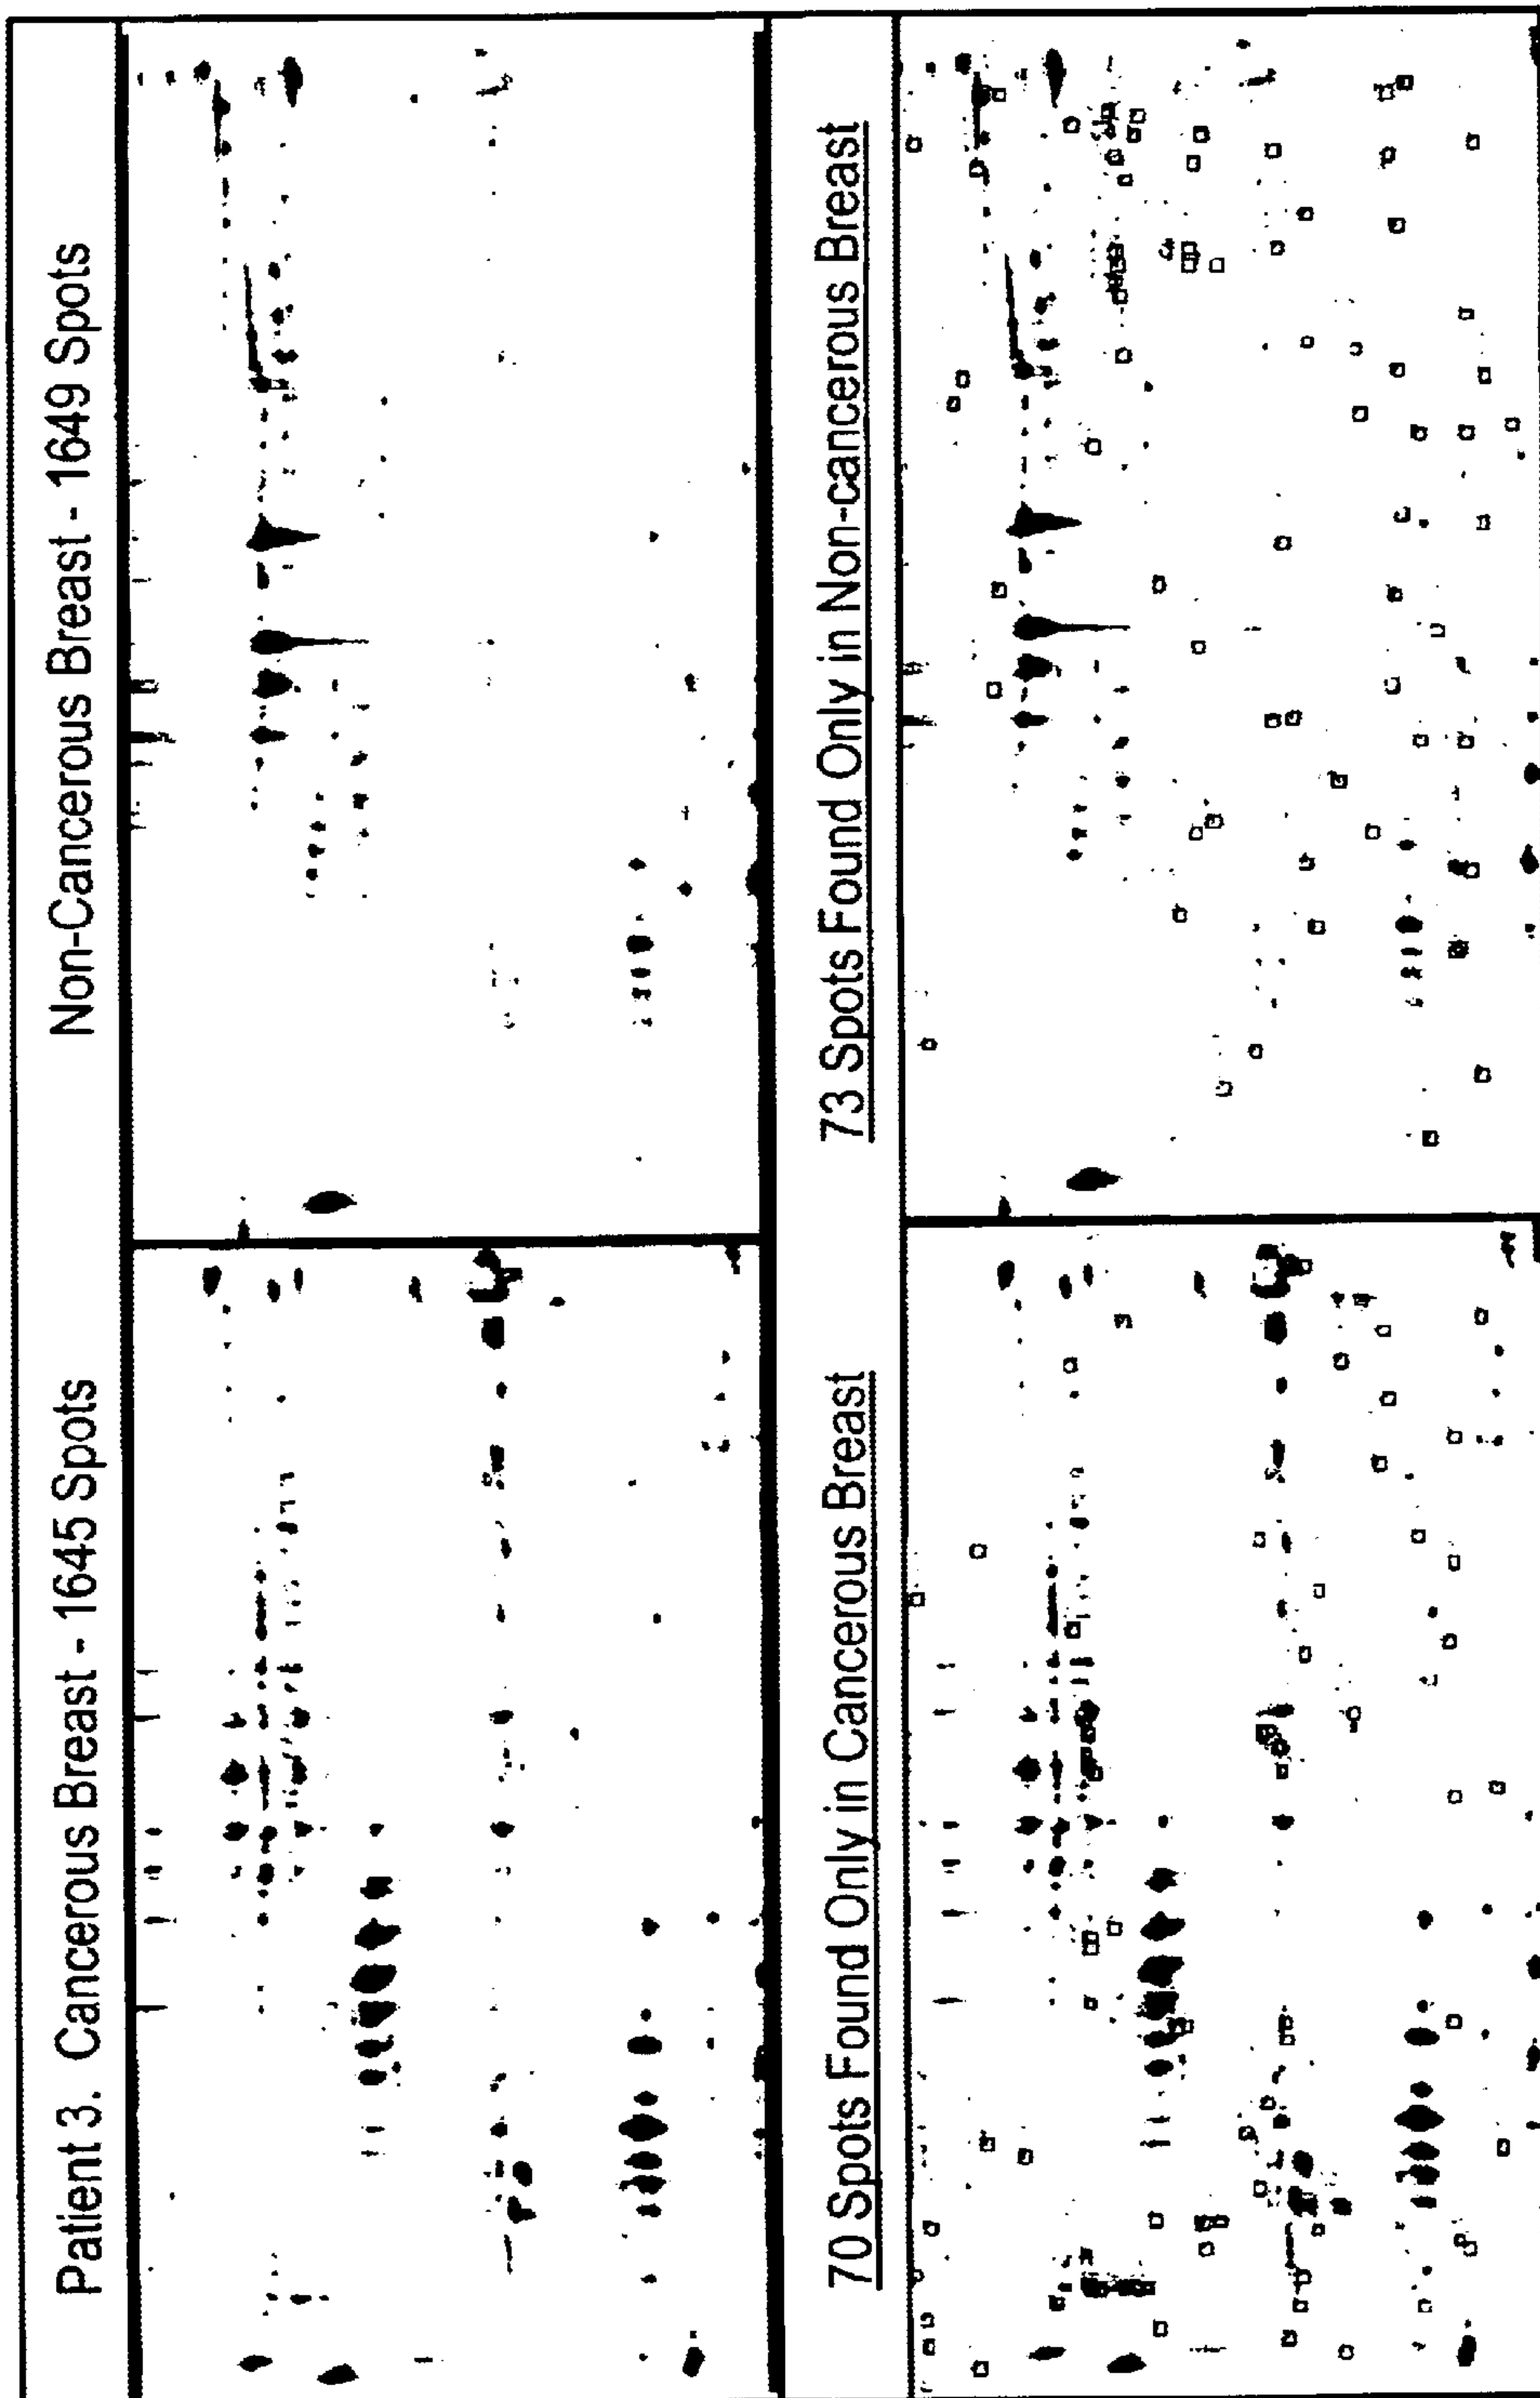 Patient 3. Cancerous Breast - 1645 Spots
Non-Cancerous Breast - 1649 Spots
70 Spots Found Only in Cancerous Breast
73 Spots Found Only in Non-cancerous Breast